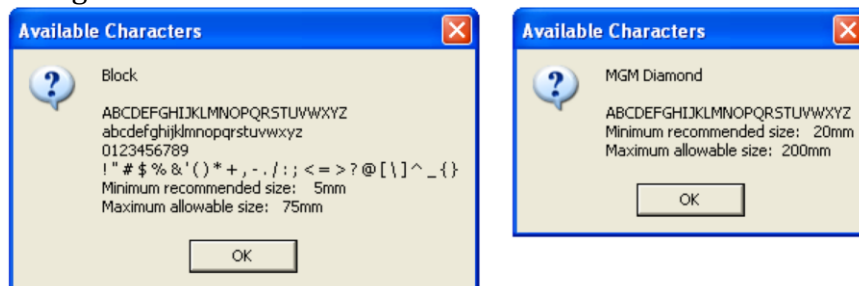 Available Characters
Block
ABCDEFGHIJKLMNOPQRSTUVWXYZ
abcdefghijklmnopqrstuvwxyz
0123456789
! " # $ % & ' ( ) * + , - . / : ; < = > ? @ [ \ ] ^ _ { }
Minimum recommended size: 5mm
Maximum allowable size: 75mm
OK
Available Characters
MGM Diamond
ABCDEFGHIJKLMNOPQRSTUVWXYZ
Minimum recommended size: 20mm
Maximum allowable size: 200mm
OK